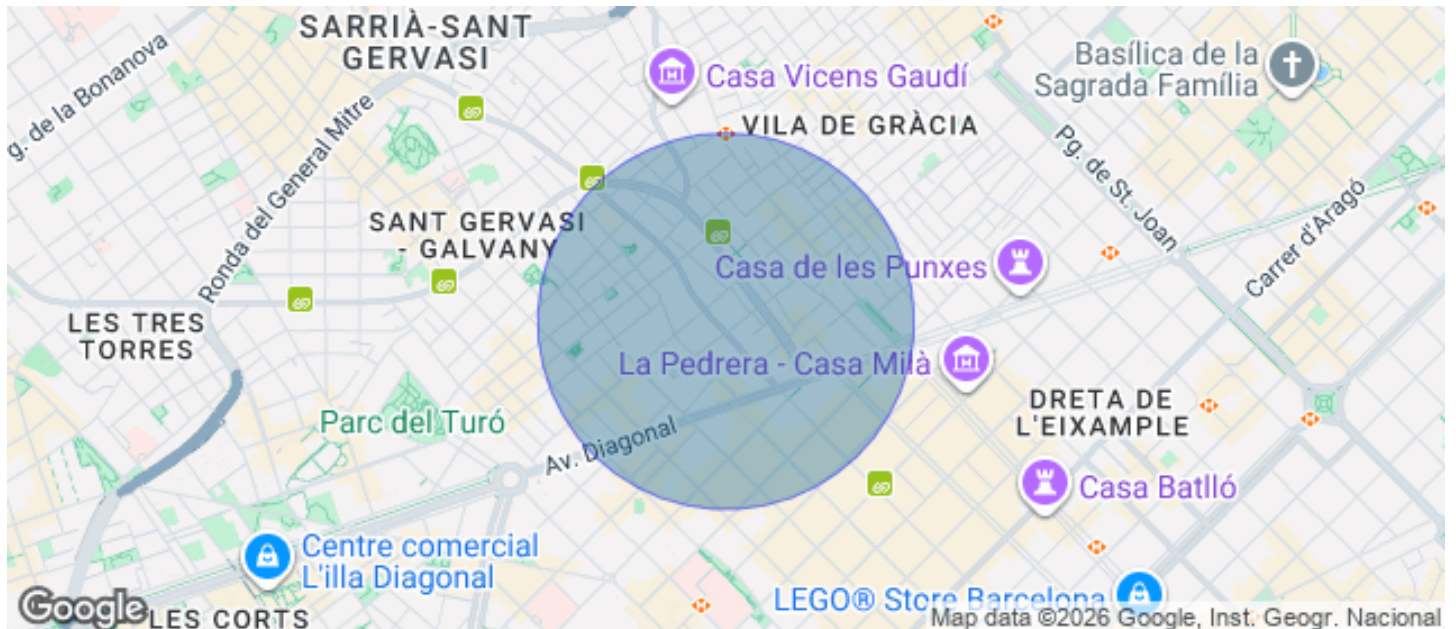 SARRIÀ-SANT
GERVASI
g. de la Bonanova
Ronda del General Mitre
Casa Vicens Gaudí
VILA DE GRÀCIA
Basílica de la
Sagrada Família
Pg. de St. Joan
Carrer d'Aragó
SANT GERVASI
- GALVANY
Casa de les Punxes
LES TRES
TORRES
La Pedrera - Casa Milà
Parc del Turó
Av. Diagonal
DRETA DE
L'EIXAMPLE
Casa Batlló
Centre comercial
L'illa Diagonal
LEGO® Store Barcelona
Google
LES CORTS
Map data ©2026 Google, Inst. Geogr. Nacional